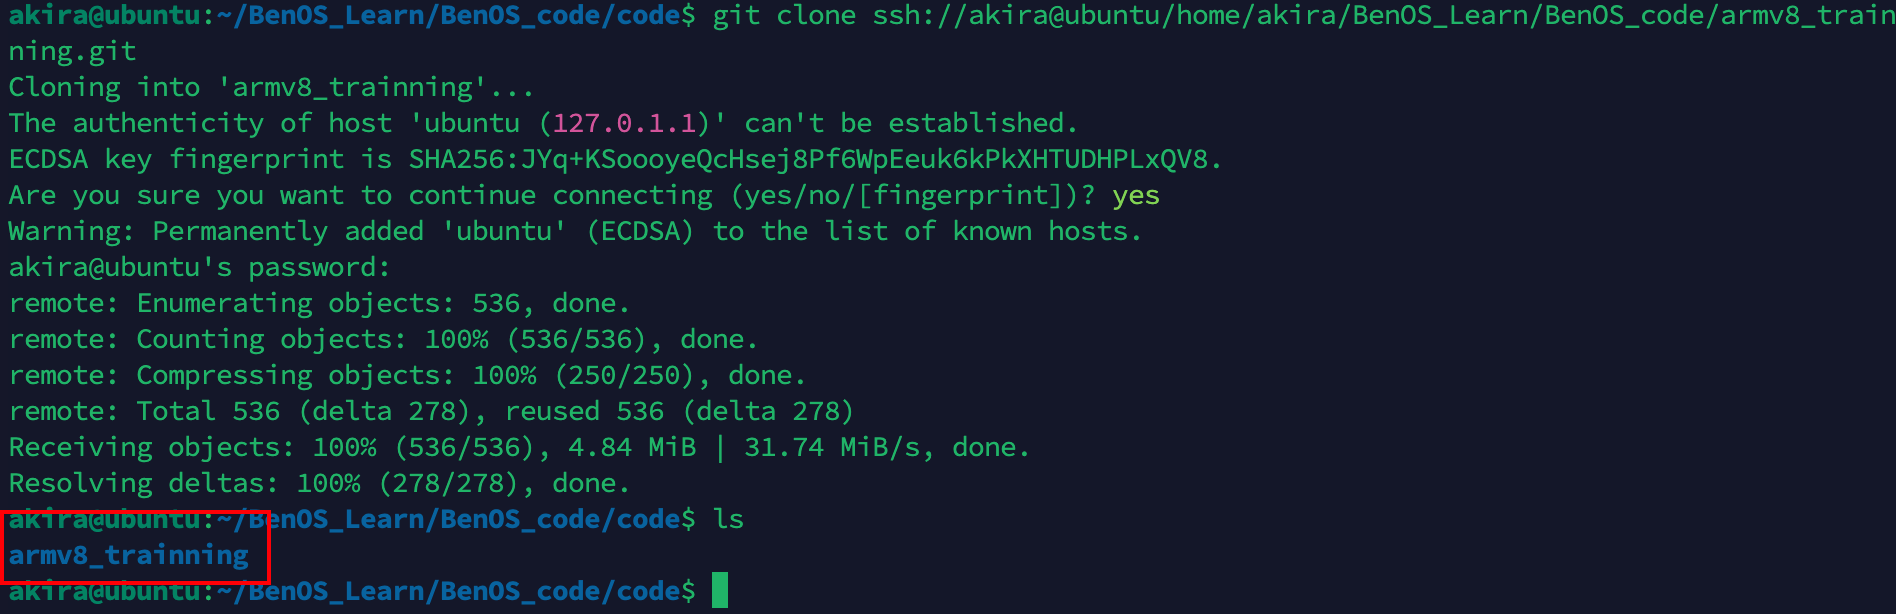 akira@ubuntu:~/BenOS_Learn/BenOS_code/code$ git clone ssh://akira@ubuntu/home/akira/BenOS_Learn/BenOS_code/armv8_train
ning.git
Cloning into 'armv8_trainning'...
The authenticity of host 'ubuntu (127.0.1.1)' can't be established.
ECDSA key fingerprint is SHA256:JYq+KSoooyeQcHsej8Pf6WpEeuk6kPkXHTUDHPLxQV8.
Are you sure you want to continue connecting (yes/no/[fingerprint])? yes
Warning: Permanently added 'ubuntu' (ECDSA) to the list of known hosts.
akira@ubuntu's password:
remote: Enumerating objects: 536, done.
remote: Counting objects: 100% (536/536), done.
remote: Compressing objects: 100% (250/250), done.
remote: Total 536 (delta 278), reused 536 (delta 278)
Receiving objects: 100% (536/536), 4.84 MiB | 31.74 MiB/s, done.
Resolving deltas: 100% (278/278), done.
akira@ubuntu:~/BenOS_Learn/BenOS_code/code$ ls
armv8_trainning
akira@ubuntu:~/BenOS_Learn/BenOS_code/code$